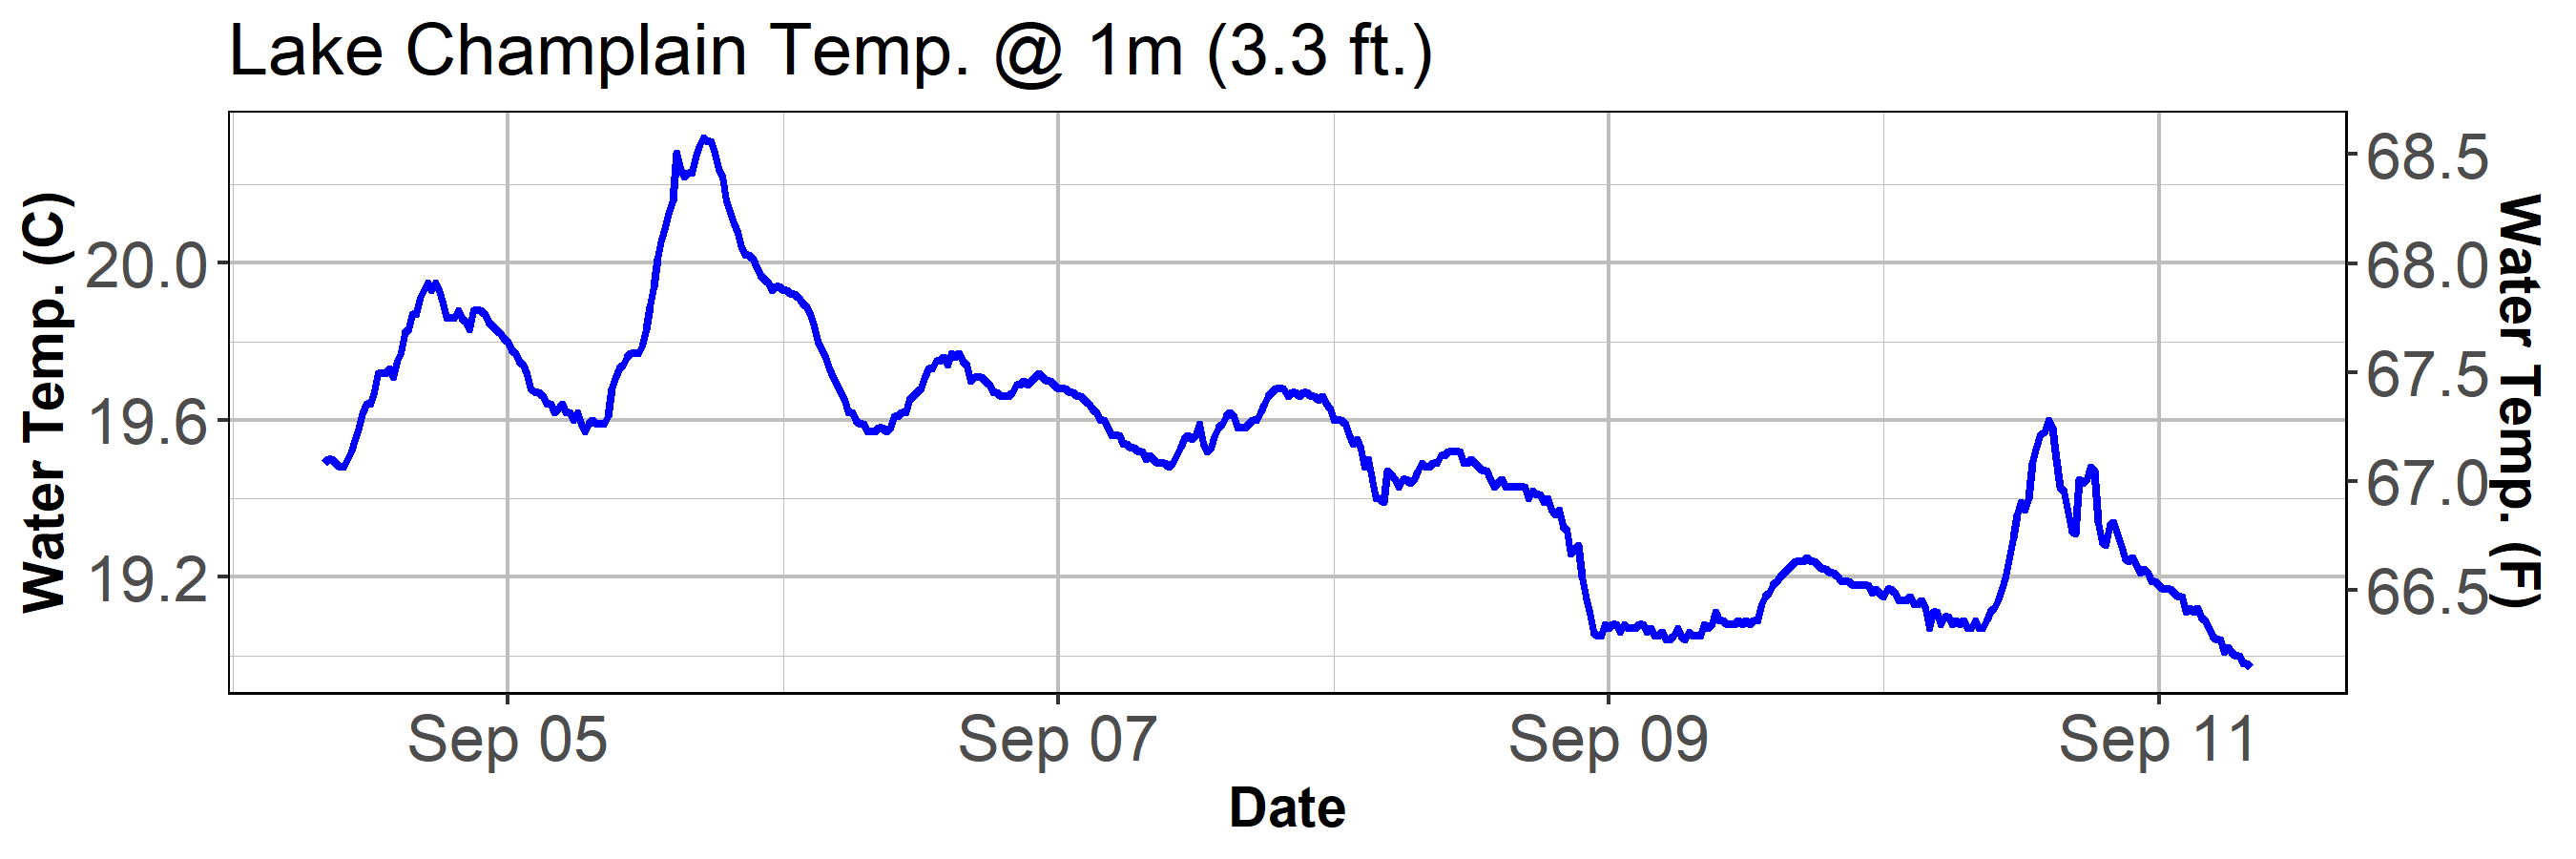 Lake Champlain Temp. @ 1m (3.3 ft.)
Water Temp. (C)
20.0
19.6
19.2
68.5
68.0
67.5
67.0
66.5
Water Temp. (F)
Sep 05
Sep 07
Sep 09
Sep 11
Date